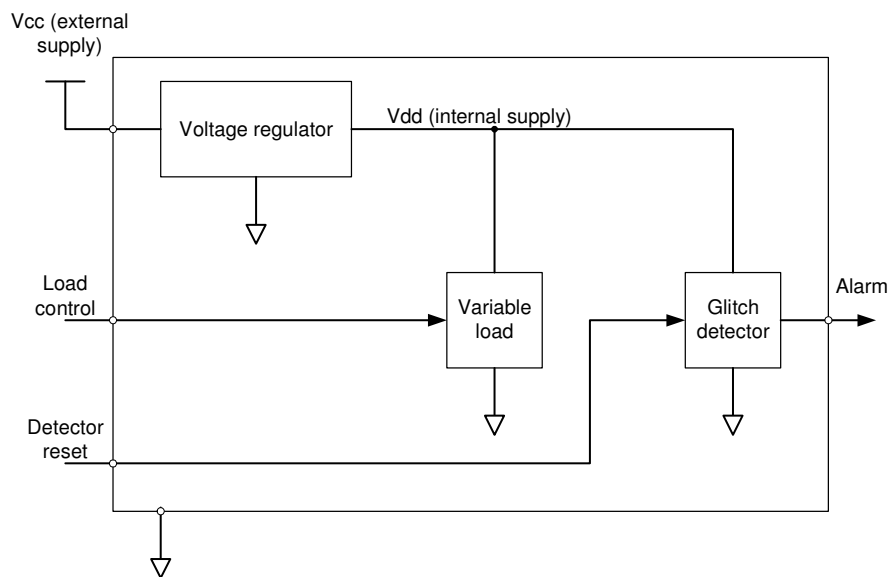 Vcc (external
supply)
Voltage regulator
Vdd (internal supply)
Load
control
Variable
load
Glitch
detector
Alarm
Detector
reset